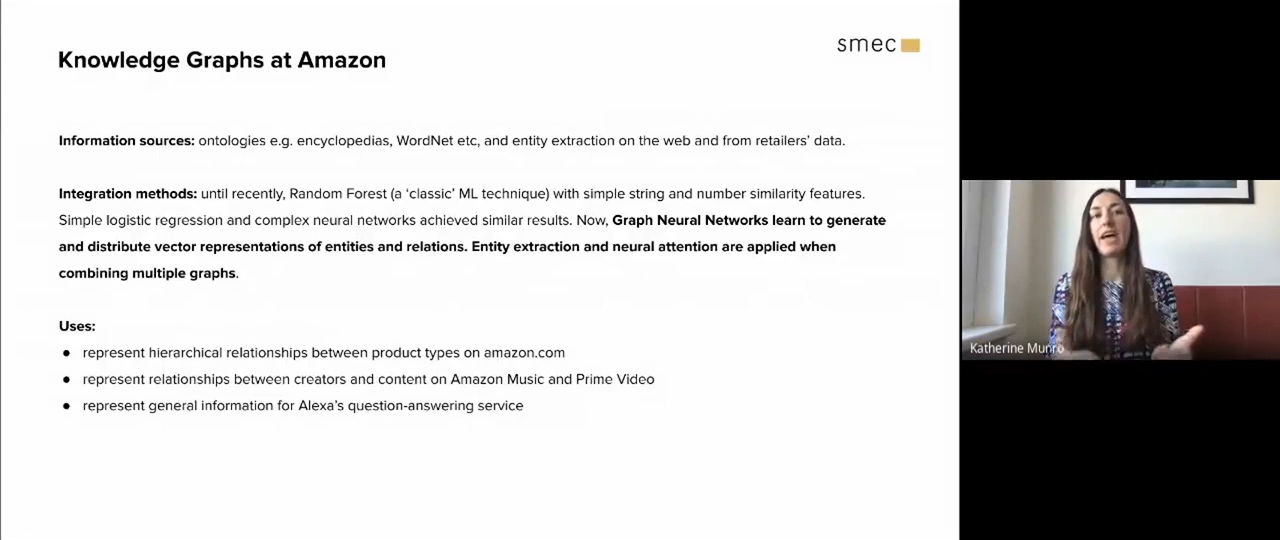 smec
Knowledge Graphs at Amazon
Information sources: ontologies e.g. encyclopedias, WordNet etc, and entity extraction on the web and from retailers' data.
Integration methods: until recently, Random Forest (a ‘classic’ ML technique) with simple string and number similarity features.
Simple logistic regression and complex neural networks achieved similar results. Now, Graph Neural Networks learn to generate
and distribute vector representations of entities and relations. Entity extraction and neural attention are applied when
combining multiple graphs.
Uses:
● represent hierarchical relationships between product types on amazon.com
● represent relationships between creators and content on Amazon Music and Prime Video
● represent general information for Alexa's question-answering service
Katherine Munro